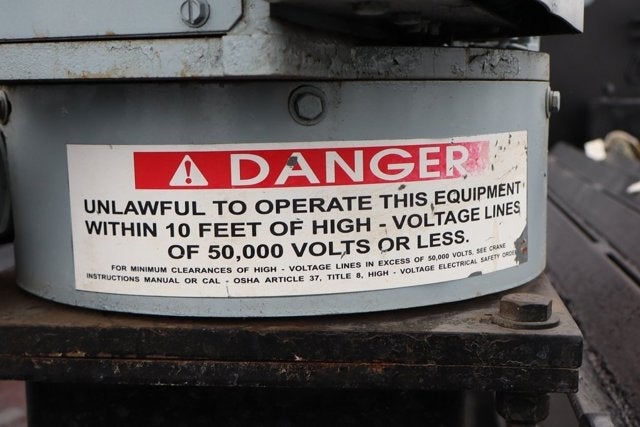 DANGER
UNLAWFUL TO OPERATE THIS EQUIPMENT
WITHIN 10 FEET OF HIGH - VOLTAGE LINES
OF 50,000 VOLTS OR LESS.
FOR MINIMUM CLEARANCES OF HIGH - VOLTAGE LINES IN EXCESS OF 50,000 VOLTS, SEE CRANE
INSTRUCTIONS MANUAL OR CAL - OSHA ARTICLE 37, TITLE 8, HIGH - VOLTAGE ELECTRICAL SAFETY ORDER